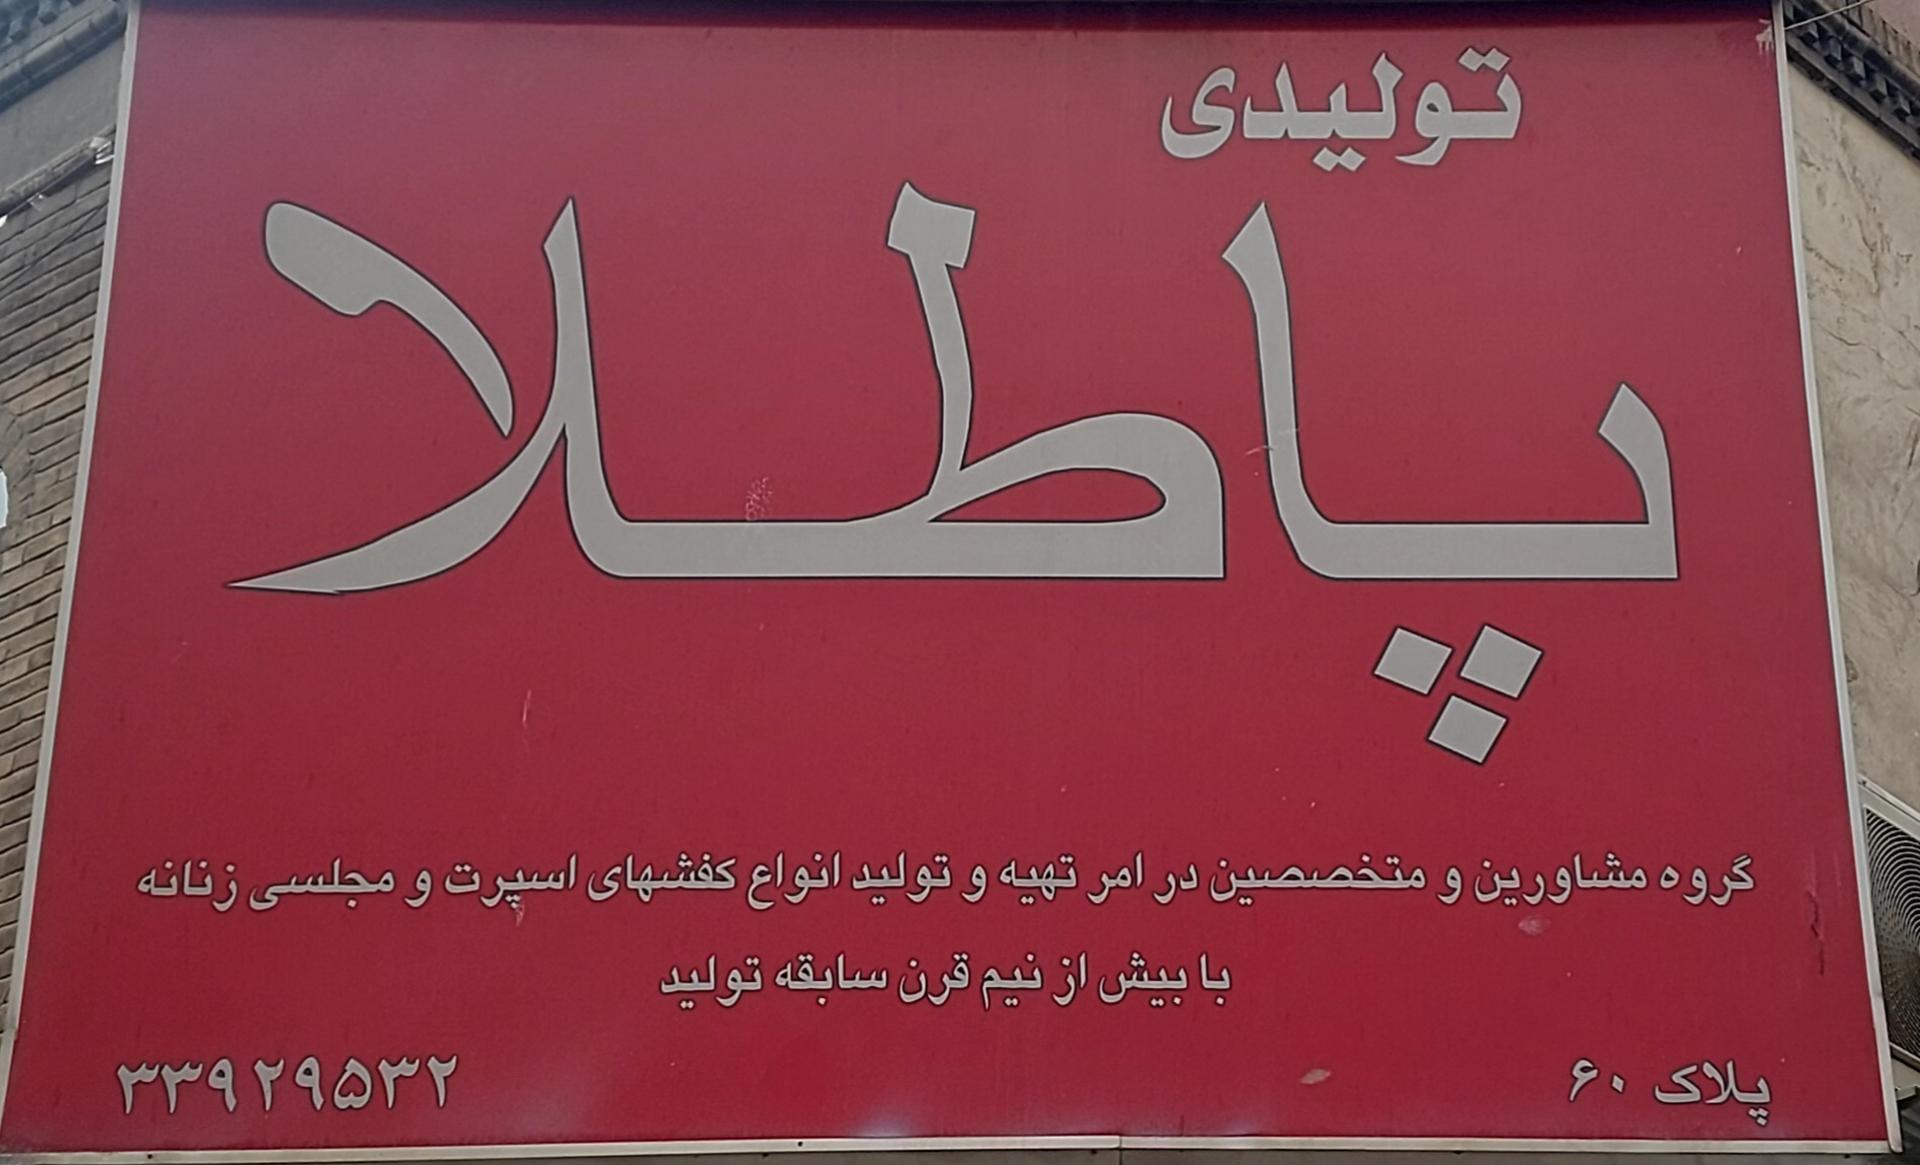 تولیدی
پاطلا
گروه مشاورین و متخصصین در امر تهیه و تولید انواع کفشهای اسپرت و مجلسی زنانه
با بیش از نیم قرن سابقه تولید
پلاک ۶۰
۳۳۹۲۹۵۳۲